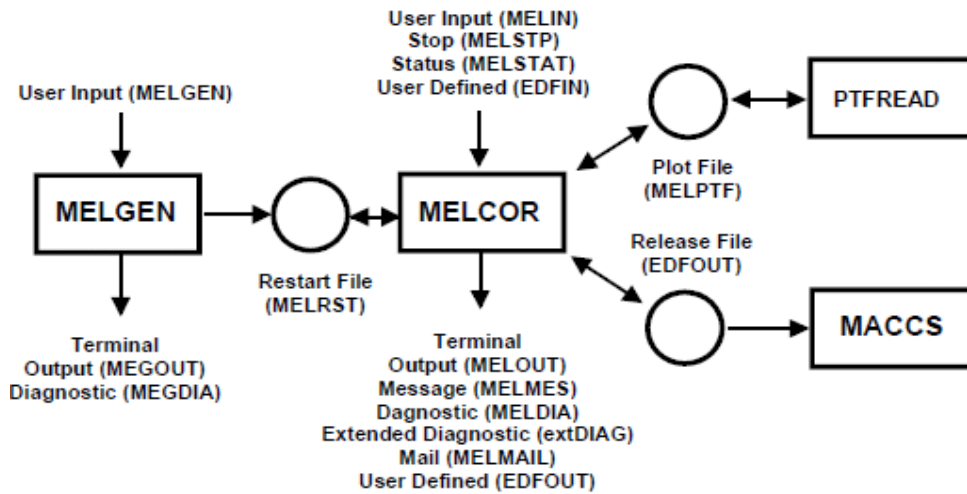 User Input (MELIN)
Stop (MELSTP)
Status (MELSTAT)
User Defined (EDFIN)
User Input (MELGEN)
PTFREAD
Plot File
(MELPTF)
MELGEN
MELCOR
Restart File
(MELRST)
Release File
(EDFOUT)
MACCS
Terminal
Output (MEGOUT)
Diagnostic (MEGDIA)
Terminal
Output (MELOUT)
Message (MELMES)
Dagnostic (MELDIA)
Extended Diagnostic (extDIAG)
Mail (MELMAIL)
User Defined (EDFOUT)